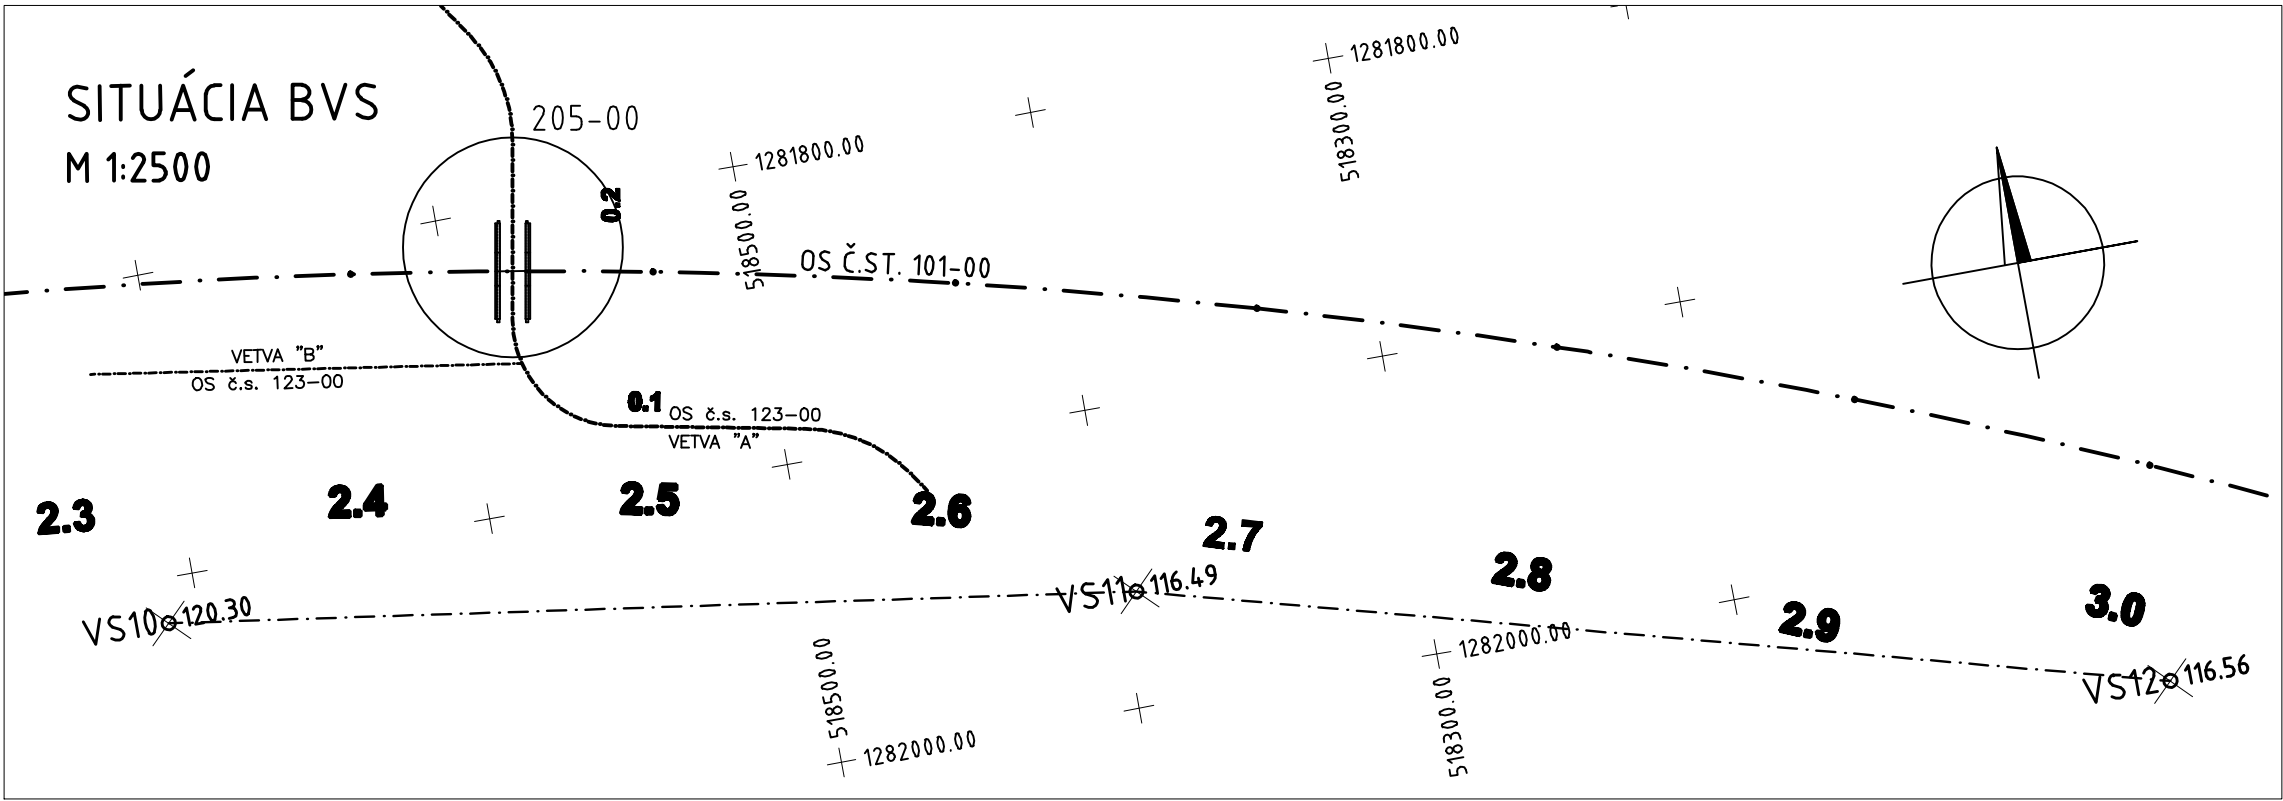 SITUÁCIA BVS
M 1:2500
205-00
0.2
1281800.00
518500.00
1281800.00
518300.00
OS Č.ST. 101-00
VETVA "B"
OS č.s. 123-00
0.1
OS č.s. 123-00
VETVA "A"
2.3
2.4
2.5
2.6
2.7
2.8
2.9
3.0
VS10
120.30
VS11
116.49
VS12
116.56
518500.00
1282000.00
1282000.00
518300.00